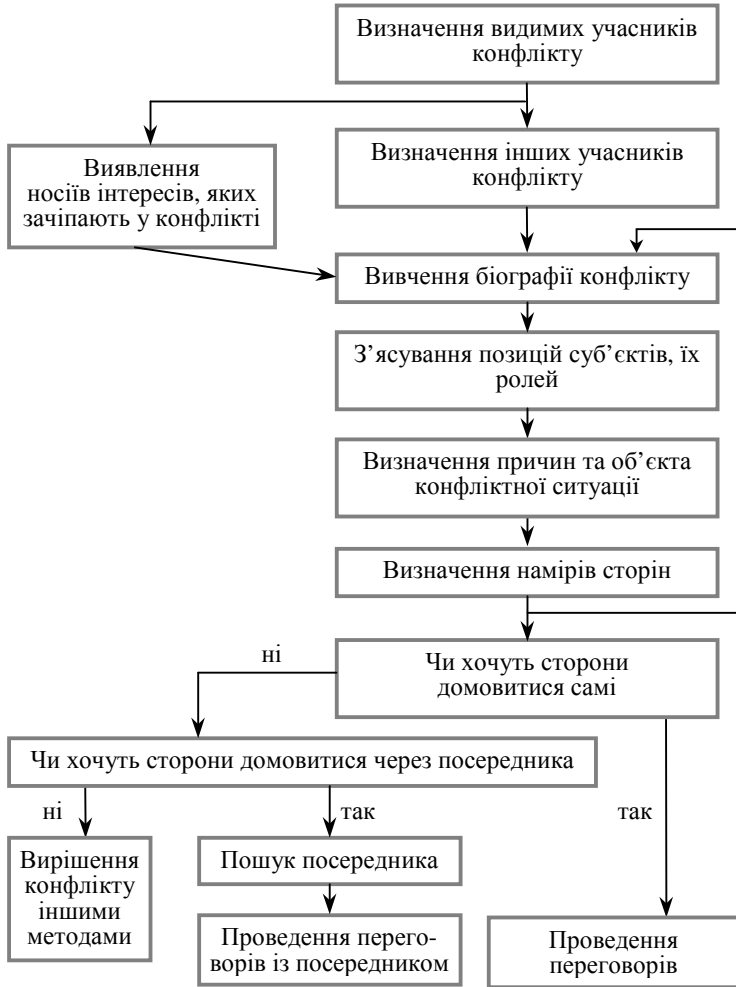 Визначення видимих учасників
конфлікту
Виявлення
носіїв інтересів, яких
зачіпають у конфлікті
Визначення інших учасників
конфлікту
Вивчення біографії конфлікту
З’ясування позицій суб’єктів, їх
ролей
Визначення причин та об’єкта
конфліктної ситуації
Визначення намірів сторін
ні
Чи хочуть сторони
домовитися самі
Чи хочуть сторони домовитися через посередника
ні
так
так
Вирішення
конфлікту
іншими
методами
Пошук посередника
Проведення перего-
ворів із посередником
Проведення
переговорів